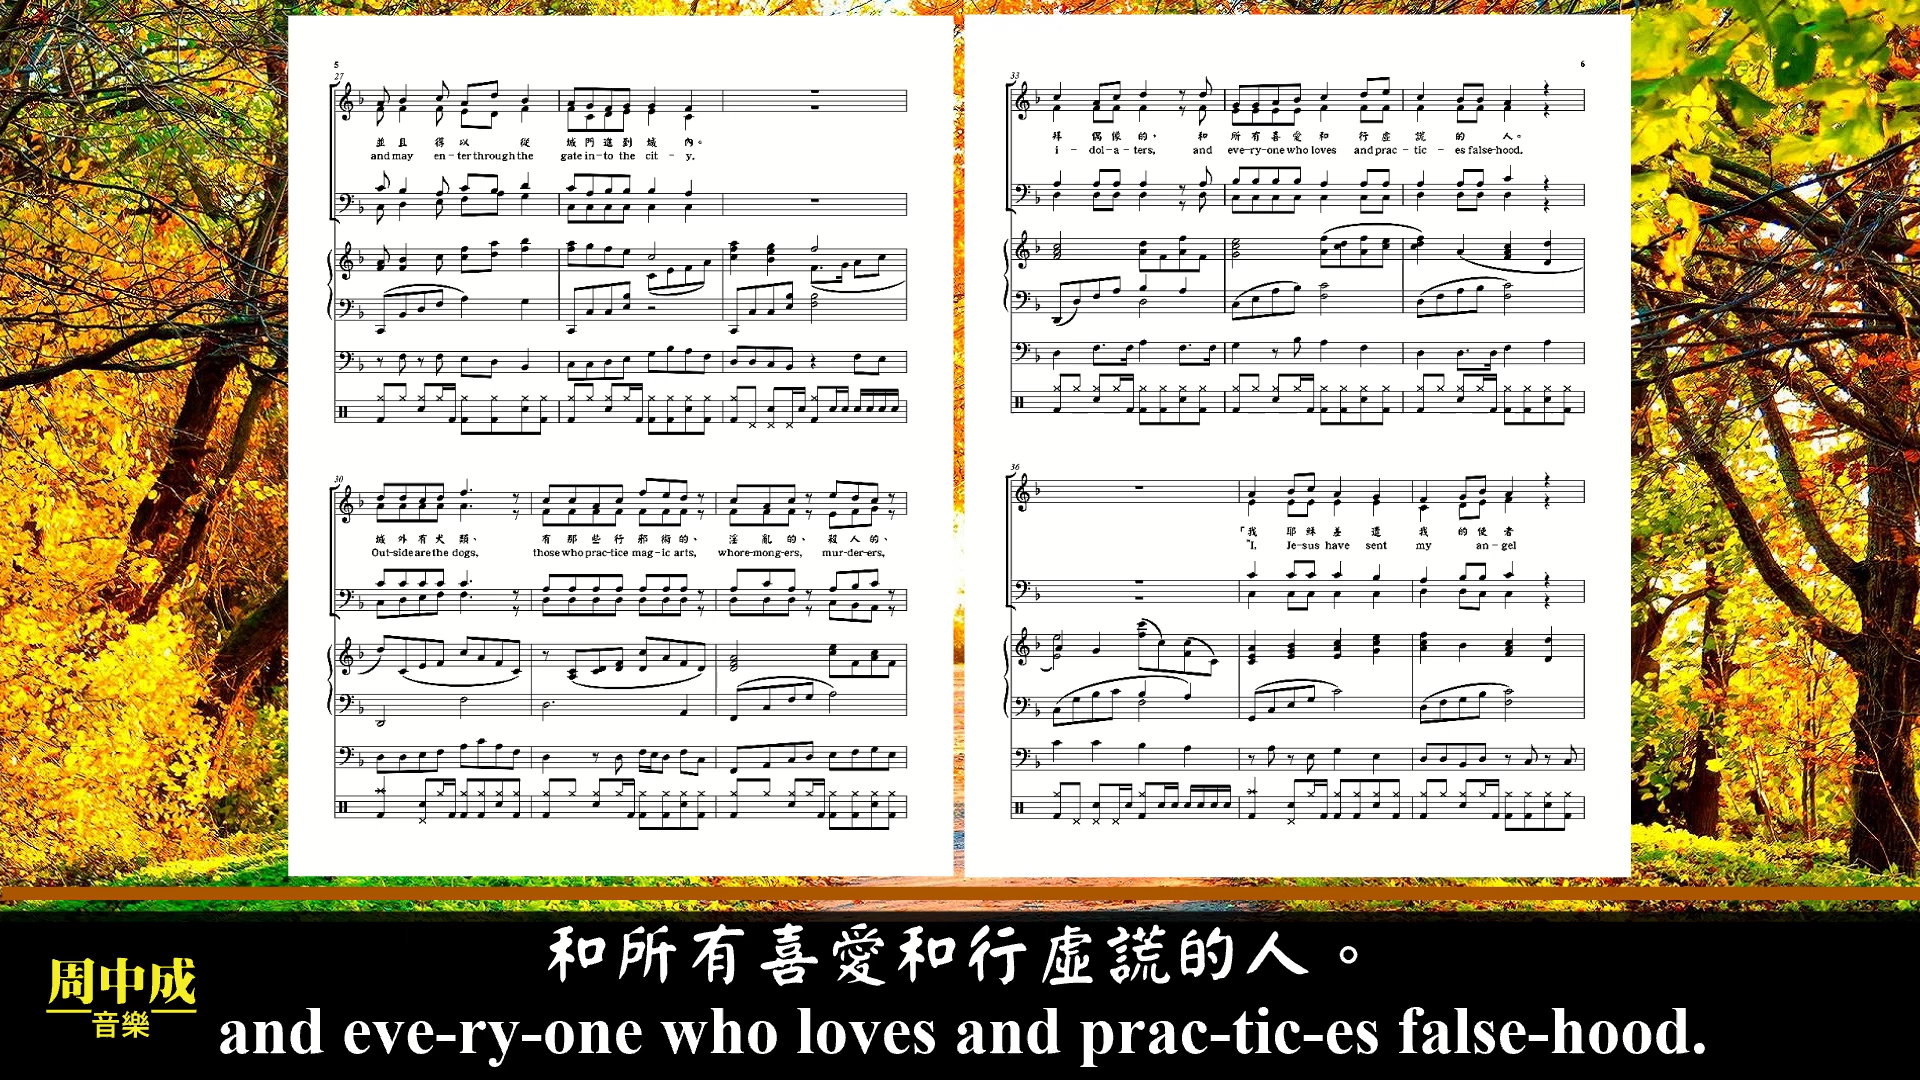 5
27
並且得以從城門進到城內。
and may en-ter through the gate in-to the cit-y.
30
城外有犬類、有那些行邪術的、淫亂的、殺人的、
Out-side are the dogs, those who prac-tice mag-ic arts, whore-mong-ers, mur-der-ers,
6
33
拜偶像的,和所有喜愛和行虛謊的人。
i-dol-a-ters, and eve-ry-one who loves and prac-tic-es false-hood.
36
「我耶穌差遣我的使者
"I, Je-sus have sent my an-gel
和所有喜愛和行虛謊的人。
and eve-ry-one who loves and prac-tic-es false-hood.
周中成
音樂